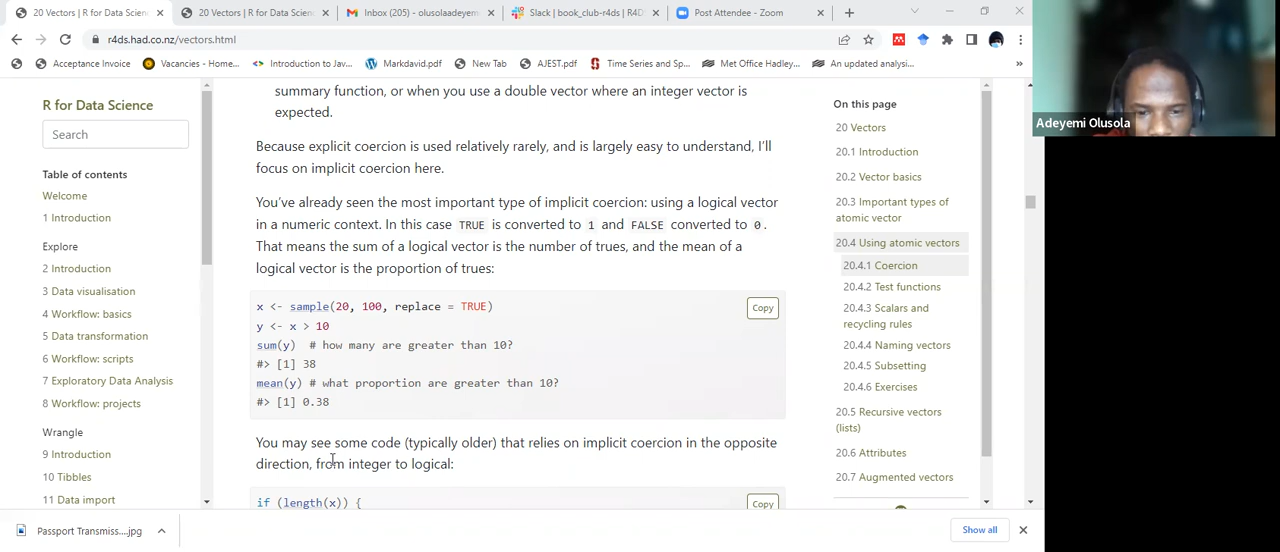 20 Vectors | R for Data Science
20 Vectors | R for Data Scienc
Inbox (205) - olusolaadeyem
Slack | book_club-r4ds | R4D
Post Attendee - Zoom
r4ds.had.co.nz/vectors.html
Acceptance Invoice
Vacancies - Home...
Introduction to Jav...
Markdavid.pdf
New Tab
AJEST.pdf
Time Series and Sp...
Met Office Hadley...
An updated analysi...
»
R for Data Science
Search
Table of contents
Welcome
1 Introduction
Explore
2 Introduction
3 Data visualisation
4 Workflow: basics
5 Data transformation
6 Workflow: scripts
7 Exploratory Data Analysis
8 Workflow: projects
Wrangle
9 Introduction
10 Tibbles
11 Data import
summary function, or when you use a double vector where an integer vector is
expected.
Because explicit coercion is used relatively rarely, and is largely easy to understand, I'll
focus on implicit coercion here.
You've already seen the most important type of implicit coercion: using a logical vector
in a numeric context. In this case TRUE is converted to 1 and FALSE converted to 0.
That means the sum of a logical vector is the number of trues, and the mean of a
logical vector is the proportion of trues:
Copy
x <- sample(20, 100, replace = TRUE)
y <- x > 10
sum(y) # how many are greater than 10?
#> [1] 38
mean(y) # what proportion are greater than 10?
#> [1] 0.38
You may see some code (typically older) that relies on implicit coercion in the opposite
direction, from integer to logical:
if (length(x)) {
Copy
On this page
20 Vectors
20.1 Introduction
20.2 Vector basics
20.3 Important types of
atomic vector
20.4 Using atomic vectors
20.4.1 Coercion
20.4.2 Test functions
20.4.3 Scalars and
recycling rules
20.4.4 Naming vectors
20.4.5 Subsetting
20.4.6 Exercises
20.5 Recursive vectors
(lists)
20.6 Attributes
20.7 Augmented vectors
Adeyemi Olusola
Passport Transmiss....jpg
Show all